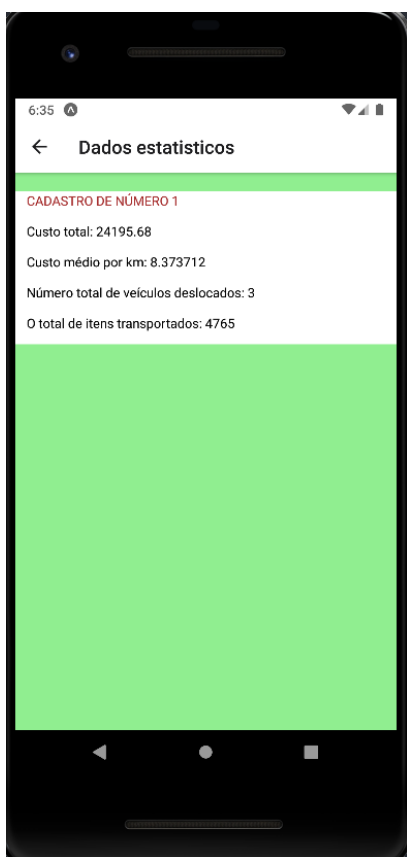 6:35
Dados estatisticos
CADASTRO DE NÚMERO 1
Custo total: 24195.68
Custo médio por km: 8.373712
Número total de veículos deslocados: 3
O total de itens transportados: 4765